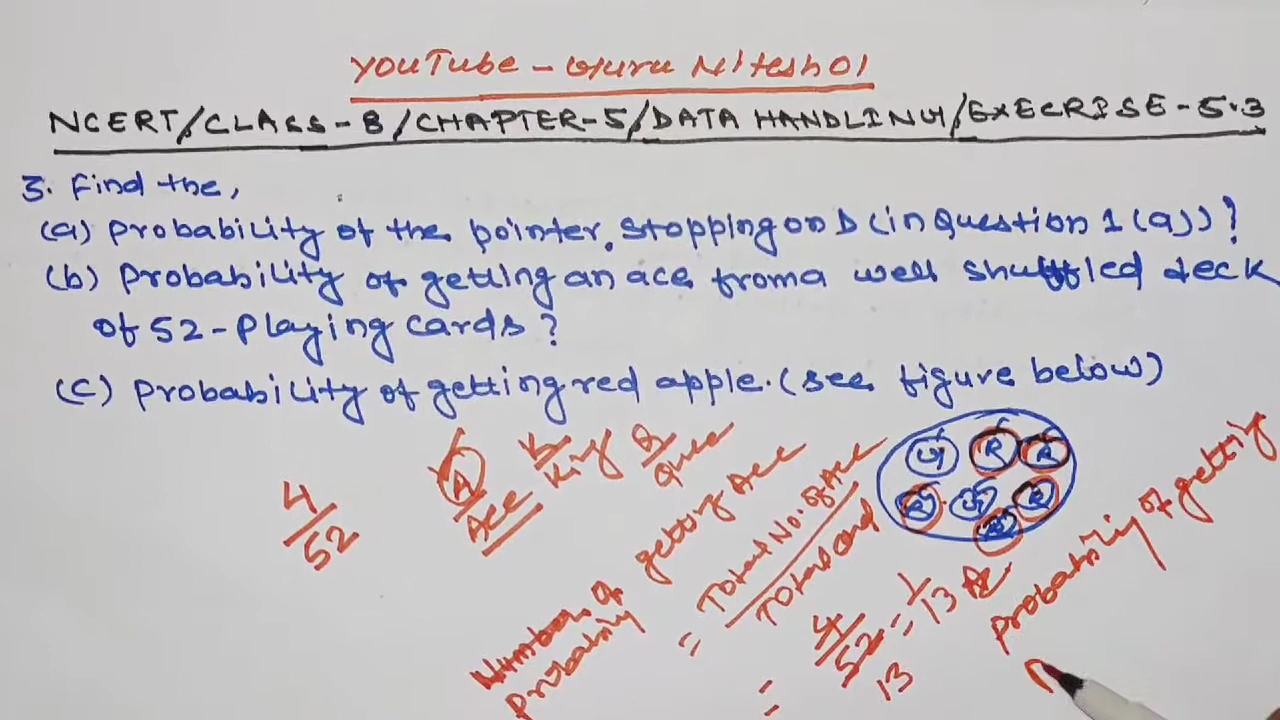 YouTube - Guru Nitesh01
NCERT/CLASS-8/CHAPTER-5/DATA HANDLING/EXECRISE-5.3
3. Find the,
(a) Probability of the pointer stopping on D (in Question 1 (a))?
(b) Probability of getting an ace from a well shuffled deck
of 52-Playing cards?
(c) Probability of getting red apple. (see figure below)
G R R
R G R
R
4/52
A K Q
Ace King
Probability of getting Ace
= Total No. of Ace / Total Card
= 4/52 = 1/13
13
Probability of getting